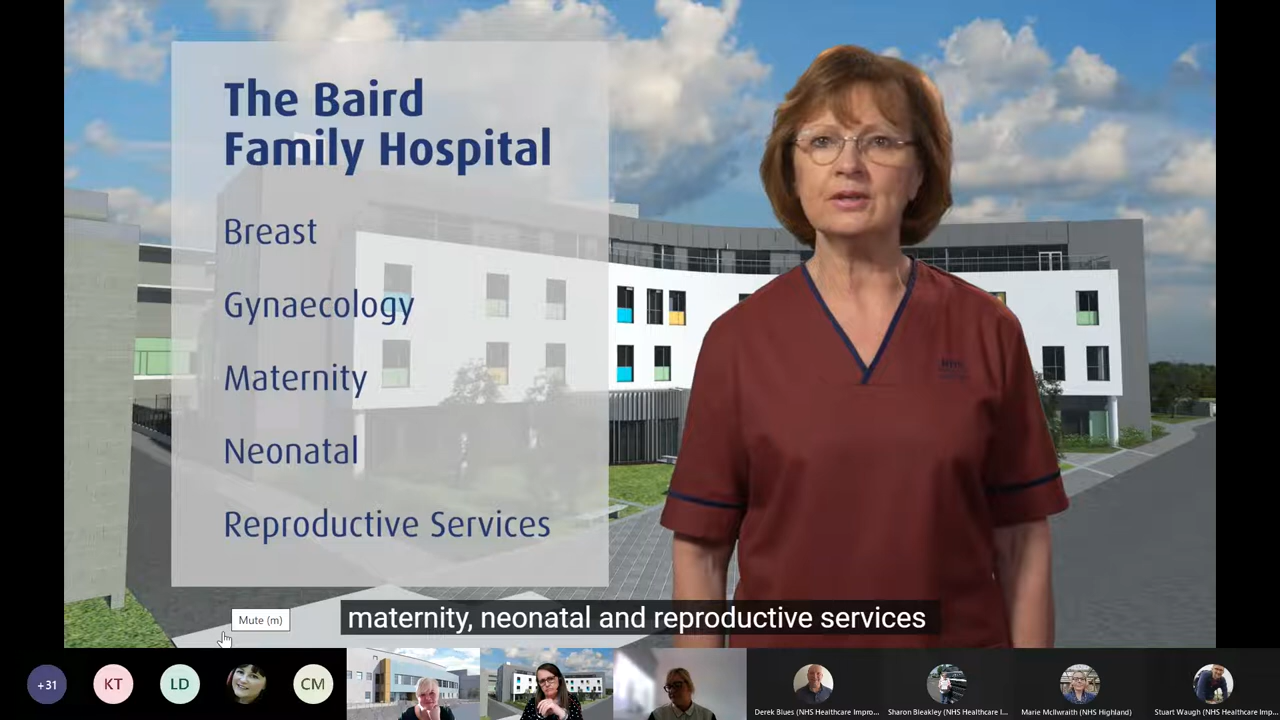 The Baird
Family Hospital
Breast
Gynaecology
Maternity
Neonatal
Reproductive Services
NHS
maternity, neonatal and reproductive services
Mute (m)
+31
KT
LD
CM
Derek Blues (NHS Healthcare Impro...
Sharon Bleakley (NHS Healthcare I...
Marie McIlwraith (NHS Highland)
Stuart Waugh (NHS Healthcare Imp...